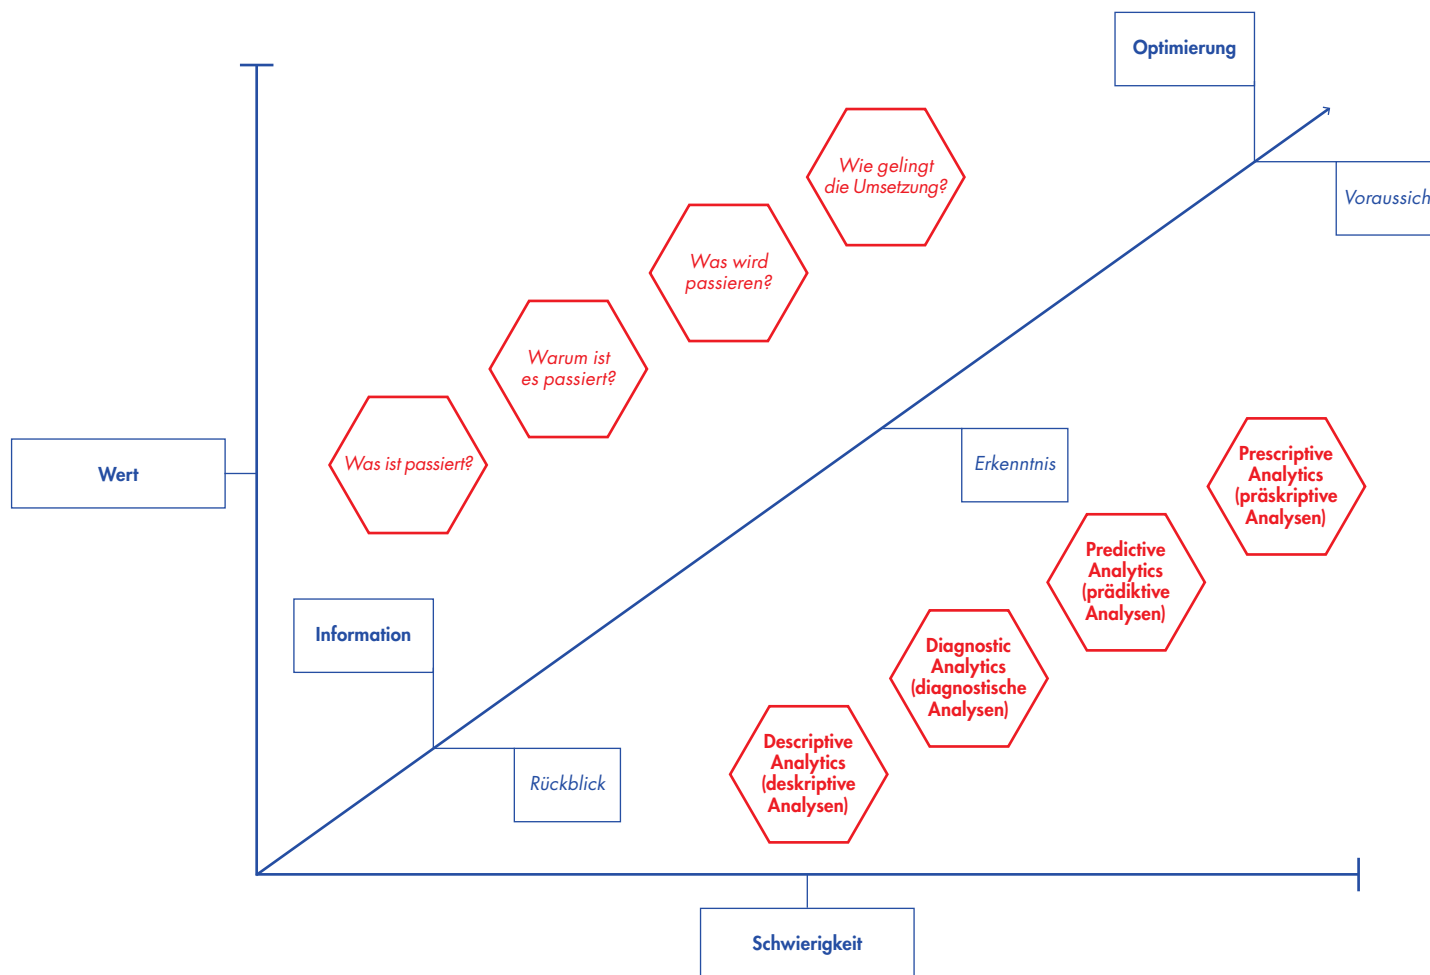 Optimierung
Wie gelingt
die Umsetzung?
Voraussich
Was wird
passieren?
Warum ist
es passiert?
Was ist passiert?
Wert
Erkenntnis
Prescriptive
Analytics
(präskriptive
Analysen)
Predictive
Analytics
(prädiktive
Analysen)
Information
Diagnostic
Analytics
(diagnostische
Analysen)
Rückblick
Descriptive
Analytics
(deskriptive
Analysen)
Schwierigkeit